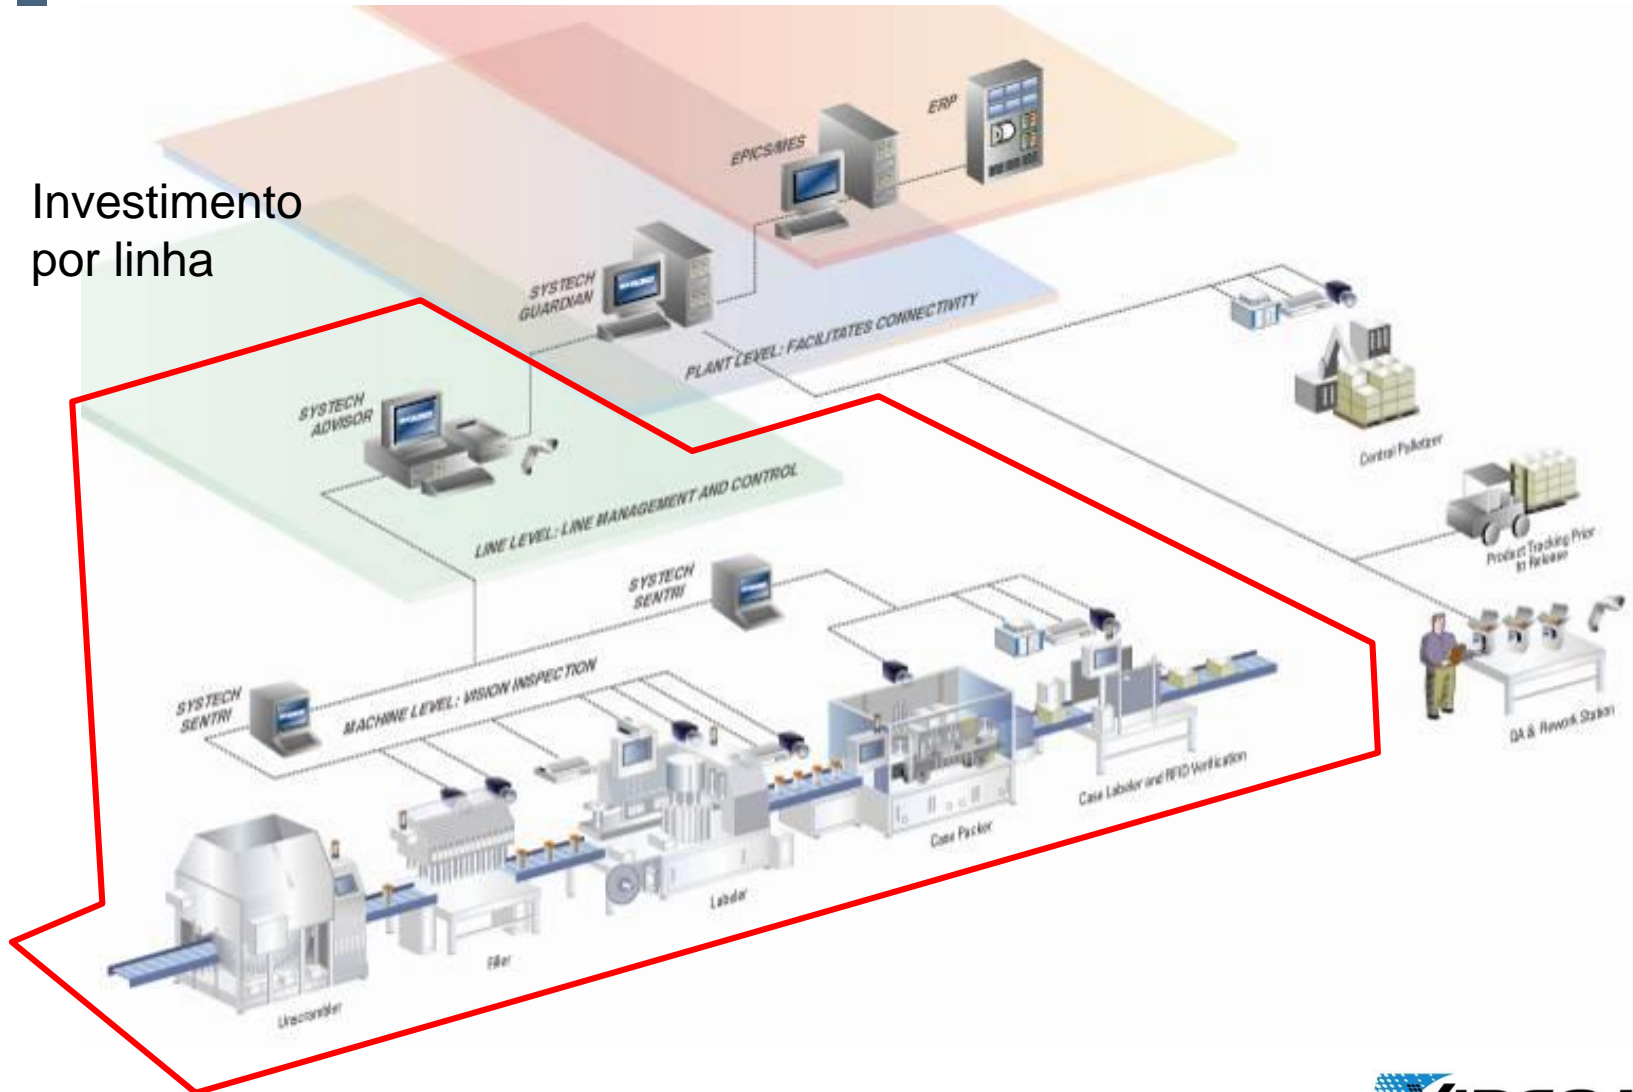 Investimento
por linha
ERP
EPICS/MES
SYSTECH
GUARDIAN
PLANT LEVEL: FACILITATES CONNECTIVITY
SYSTECH
ADVISOR
LINE LEVEL: LINE MANAGEMENT AND CONTROL
Central Palletizer
Product Tracking Prior
to Release
QA & Rework Station
SYSTECH
SENTRI
SYSTECH
SENTRI
MACHINE LEVEL: VISION INSPECTION
Case Labeler and RFID Verification
Case Packer
Labeler
Filler
Unscrambler